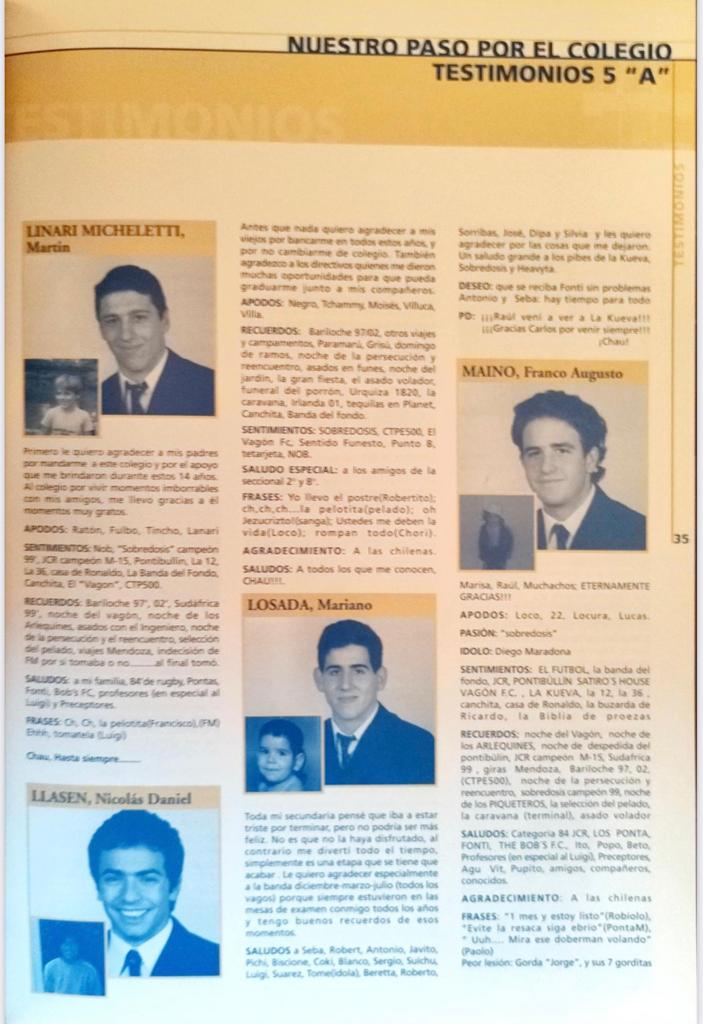 NUESTRO PASO POR EL COLEGIO
TESTIMONIOS 5 "A"
TESTIMONIOS
TESTIMONIOS
35
LINARI MICHELETTI,
Martín
Primero le quiero agradecer a mis padres
por mandarme a este colegio y por el apoyo
que me brindaron durante estos 14 años.
Al colegio por vivir momentos imborrables
con mis amigos, me llevo gracias a él
momentos muy gratos.
APODOS: Ratón, Fulbo, Tincho, Lanari
SENTIMIENTOS: Nob, "Sobredosis" campeón
99', JCR campeón M-15, Pontibullin, La 12,
La 36, casa de Ronaldo, La Banda del Fondo,
Canchita, El "Vagon", CTP500.
RECUERDOS: Bariloche 97", 02', Sudáfrica
99', noche del vagón, noche de los
Arlequines, asados con el Ingeniero, noche
de la persecución y el reencuentro, selección
del pelado, viajes Mendoza, indecisión de
FM por si tomaba o no........al final tomó.
SALUDOS: a mi familia, 84'de rugby, Pontas,
Fonti, Bob's FC, profesores (en especial al
Luigi) y Preceptores.
FRASES: Ch, Ch, la pelotita(Francisco),(FM)
Ehhh, tomatela (Luigi)
Chau, Hasta siempre........
LLASEN, Nicolás Daniel
Antes que nada quiero agradecer a mis
viejos por bancarme en todos estos años, y
por no cambiarme de colegio. También
agradezco a los directivos quienes me dieron
muchas oportunidades para que pueda
graduarme junto a mis compañeros.
APODOS: Negro, Tchammy, Moisés, Villuca,
Villa.
RECUERDOS: Bariloche 97/02, otros viajes
y campamentos, Paramarú, Grisú, domingo
de ramos, noche de la persecución y
reencuentro, asados en funes, noche del
jardín, la gran fiesta, el asado volador,
funeral del porrón, Urquiza 1820, la
caravana, Irlanda 01, tequilas en Planet,
Canchita, Banda del fondo.
SENTIMIENTOS: SOBREDOSIS, CTPE500, El
Vagón Fc, Sentido Funesto, Punto 8,
tetarjeta, NOB.
SALUDO ESPECIAL: a los amigos de la
seccional 2° y 8°.
FRASES: Yo llevo el postre(Robertito);
ch,ch,ch...la pelotita(pelado); oh
Jezucrizto!(sanga); Ustedes me deben la
vida(Loco); rompan todo(Chori).
AGRADECIMIENTO: A las chilenas.
SALUDOS: A todos los que me conocen,
CHAU!!!.
LOSADA, Mariano
Toda mi secundaria pensé que iba a estar
triste por terminar, pero no podría ser más
feliz. No es que no la haya disfrutado, al
contrario me divertí todo el tiempo,
simplemente es una etapa que se tiene que
acabar. Le quiero agradecer especialmente
a la banda diciembre-marzo-julio (todos los
vagos) porque siempre estuvieron en las
mesas de examen conmigo todos los años
y tengo buenos recuerdos de esos
momentos.
SALUDOS a Seba, Robert, Antonio, Javito,
Pichi, Biscione, Coki, Blanco, Sergio, Suichu,
Luigi, Suarez, Tome(idola), Beretta, Roberto,
Sorribas, José, Dipa y Silvia y les quiero
agradecer por las cosas que me dejaron.
Un saludo grande a los pibes de la Kueva,
Sobredosis y Heavyta.
DESEO: que se reciba Fonti sin problemas
Antonio y Seba: hay tiempo para todo
PD: ¡¡¡Raúl vení a ver a La Kueva!!!
¡¡¡Gracias Carlos por venir siempre!!!
¡Chau!
MAINO, Franco Augusto
Marisa, Raúl, Muchachos; ETERNAMENTE
GRACIAS!!!
APODOS: Loco, 22, Locura, Lucas.
PASIÓN: "sobredosis"
IDOLO: Diego Maradona
SENTIMIENTOS: EL FUTBOL, la banda del
fondo, JCR, PONTIBÚLLIN SATIRO'S HOUSE
VAGÓN F.C. , LA KUEVA, la 12, la 36 ,
canchita, casa de Ronaldo, la buzarda de
Ricardo, la Biblia de proezas
RECUERDOS: noche del Vagón, noche de
los ARLEQUINES, noche de despedida del
pontibúlin, JCR campeón M-15, Sudafrica
99 , giras Mendoza, Bariloche 97, 02,
(CTPE500), noche de la persecución y
reencuentro, sobredosis campeón 99, noche
de los PIQUETEROS, la selección del pelado,
la caravana (terminal), asado volador
SALUDOS: Categoria 84 JCR, LOS PONTA,
FONTI, THE BOB'S F.C., Ito, Popo, Beto,
Profesores (en especial al Luigi), Preceptores,
Agu Vit, Pupito, amigos, compañeros,
conocidos.
AGRADECIMIENTO: A las chilenas
FRASES: "1 mes y estoy listo"(Robiolo),
"Evite la resaca siga ebrio"(PontaM),
" Uuh.... Mira ese doberman volando"
(Paolo)
Peor lesión: Gorda "Jorge", y sus 7 gorditas